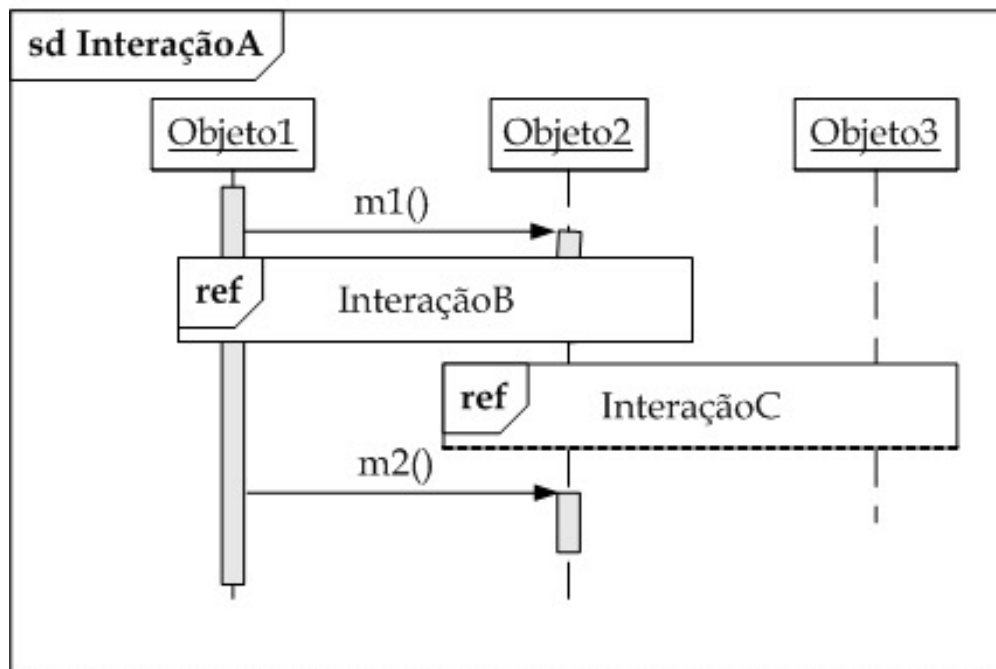 sd InteraçãoA
Objeto1 Objeto2 Objeto3
m1()
ref InteraçãoB
ref InteraçãoC
m2()